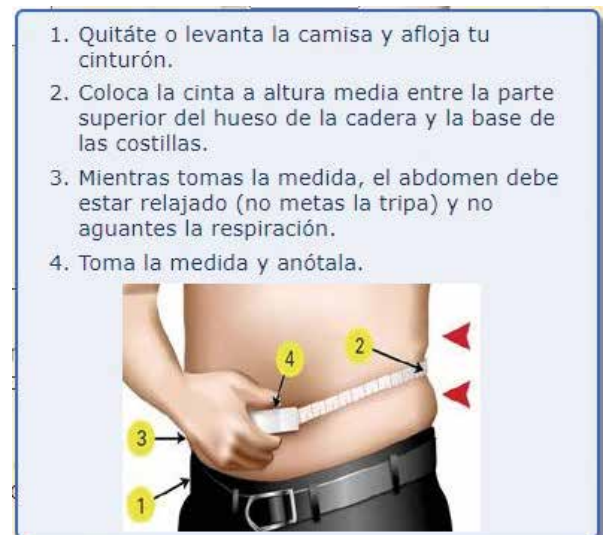 1. Quitáte o levanta la camisa y afloja tu
cinturón.
2. Coloca la cinta a altura media entre la parte
superior del hueso de la cadera y la base de
las costillas.
3. Mientras tomas la medida, el abdomen debe
estar relajado (no metas la tripa) y no
aguantes la respiración.
4. Toma la medida y anótala.
2
4
3
1